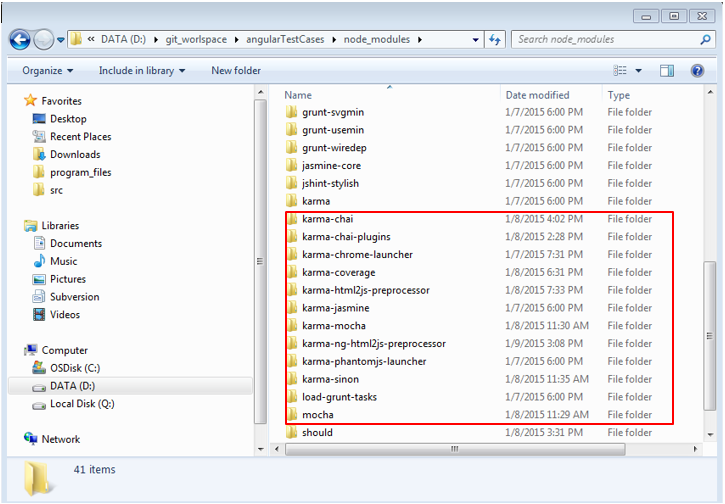 « DATA (D:) ▸ git_worlspace ▸ angularTestCases ▸ node_modules ▸
Search node_modules
Organize Include in library New folder
Favorites
Desktop
Recent Places
Downloads
program_files
src
Libraries
Documents
Music
Pictures
Subversion
Videos
Computer
OSDisk (C:)
DATA (D:)
Local Disk (Q:)
Network
Name Date modified Type
grunt-svgmin 1/7/2015 6:00 PM File folder
grunt-usemin 1/7/2015 6:00 PM File folder
grunt-wiredep 1/7/2015 6:00 PM File folder
jasmine-core 1/7/2015 6:00 PM File folder
jshint-stylish 1/7/2015 6:00 PM File folder
karma 1/7/2015 6:00 PM File folder
karma-chai 1/8/2015 4:02 PM File folder
karma-chai-plugins 1/8/2015 2:28 PM File folder
karma-chrome-launcher 1/7/2015 7:31 PM File folder
karma-coverage 1/8/2015 6:31 PM File folder
karma-html2js-preprocessor 1/8/2015 7:33 PM File folder
karma-jasmine 1/7/2015 6:00 PM File folder
karma-mocha 1/8/2015 11:30 AM File folder
karma-ng-html2js-preprocessor 1/9/2015 3:08 PM File folder
karma-phantomjs-launcher 1/7/2015 6:00 PM File folder
karma-sinon 1/8/2015 11:35 AM File folder
load-grunt-tasks 1/7/2015 6:00 PM File folder
mocha 1/8/2015 11:29 AM File folder
should 1/8/2015 3:31 PM File folder
41 items